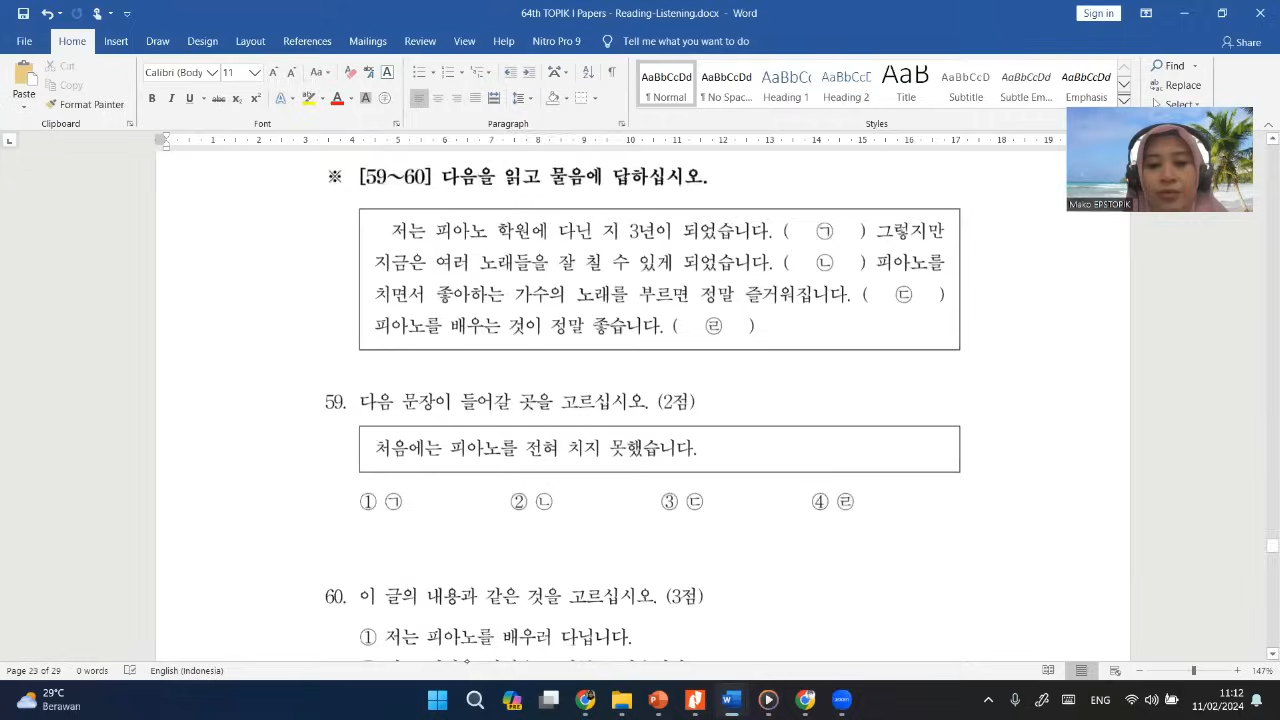 64th TOPIK I Papers - Reading-Listening.docx - Word
Sign in
File Home Insert Draw Design Layout References Mailings Review View Help Nitro Pro 9 Tell me what you want to do
Share
Paste
Cut
Copy
Format Painter
Calibri (Body 11
AaBbCcDd AaBbCcDd AaBbCc AaBbCcD AaB AaBbCcD AaBbCcDd AaBbCcDd
¶ Normal ¶ No Spac... Heading 1 Heading 2 Title Subtitle Subtle Em... Emphasis
Find
Replace
Select
Clipboard Font Paragraph Styles
Mako EPSTOPIK
※ [59～60] 다음을 읽고 물음에 답하십시오.
저는 피아노 학원에 다닌 지 3년이 되었습니다. ( ㉠ ) 그렇지만
지금은 여러 노래들을 잘 칠 수 있게 되었습니다. ( ㉡ ) 피아노를
치면서 좋아하는 가수의 노래를 부르면 정말 즐거워집니다. ( ㉢ )
피아노를 배우는 것이 정말 좋습니다. ( ㉣ )
59. 다음 문장이 들어갈 곳을 고르십시오. (2점)
처음에는 피아노를 전혀 치지 못했습니다.
① ㉠ ② ㉡ ③ ㉢ ④ ㉣
60. 이 글의 내용과 같은 것을 고르십시오. (3점)
① 저는 피아노를 배우러 다닙니다.
Page 23 of 29 0 words English (Indonesia) 147%
29°C
Berawan
ENG
11:12
11/02/2024